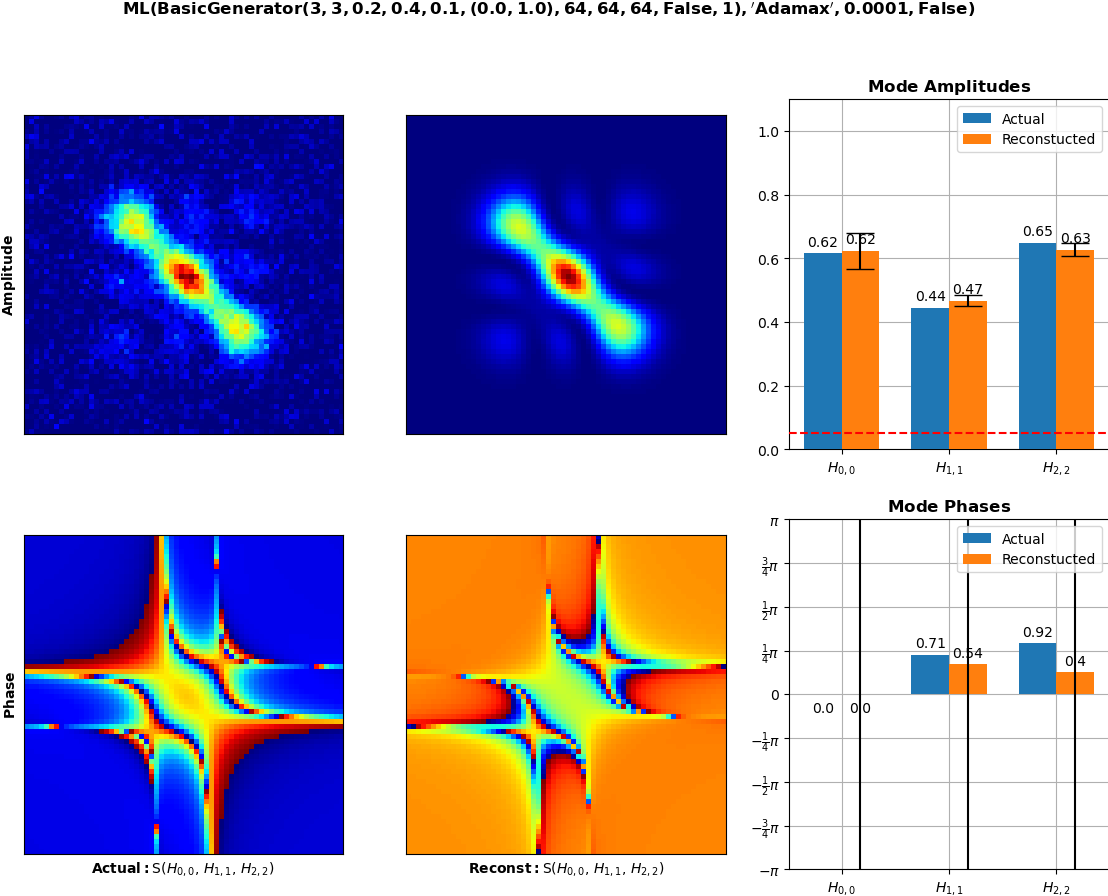 ML(BasicGenerator(3, 3, 0.2, 0.4, 0.1, (0.0, 1.0), 64, 64, 64, False, 1), 'Adamax', 0.0001, False)
Amplitude
Mode Amplitudes
Actual
Reconstucted
1.0
0.8
0.6
0.4
0.2
0.0
0.62
0.62
0.44
0.47
0.65
0.63
H0,0
H1,1
H2,2
Phase
Actual: S(H0,0, H1,1, H2,2)
Reconst: S(H0,0, H1,1, H2,2)
Mode Phases
Actual
Reconstucted
π
3/4π
1/2π
1/4π
0
−1/4π
−1/2π
−3/4π
−π
0.0
0.0
0.71
0.54
0.92
0.4
H0,0
H1,1
H2,2